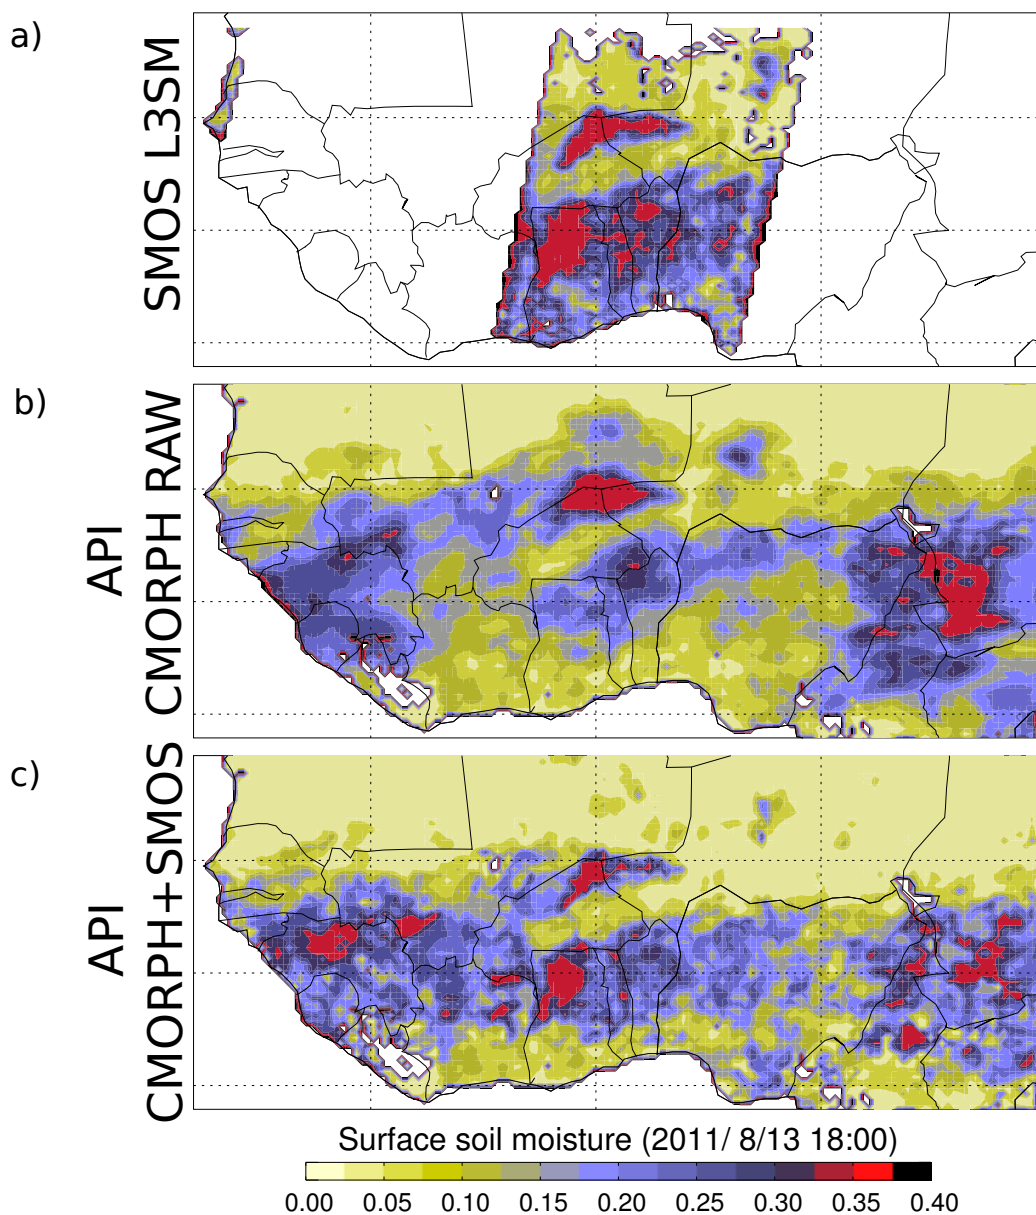 a)
SMOS L3SM
b)
API
CMORPH RAW
c)
API
CMORPH+SMOS
Surface soil moisture (2011/ 8/13 18:00)
0.00 0.05 0.10 0.15 0.20 0.25 0.30 0.35 0.40